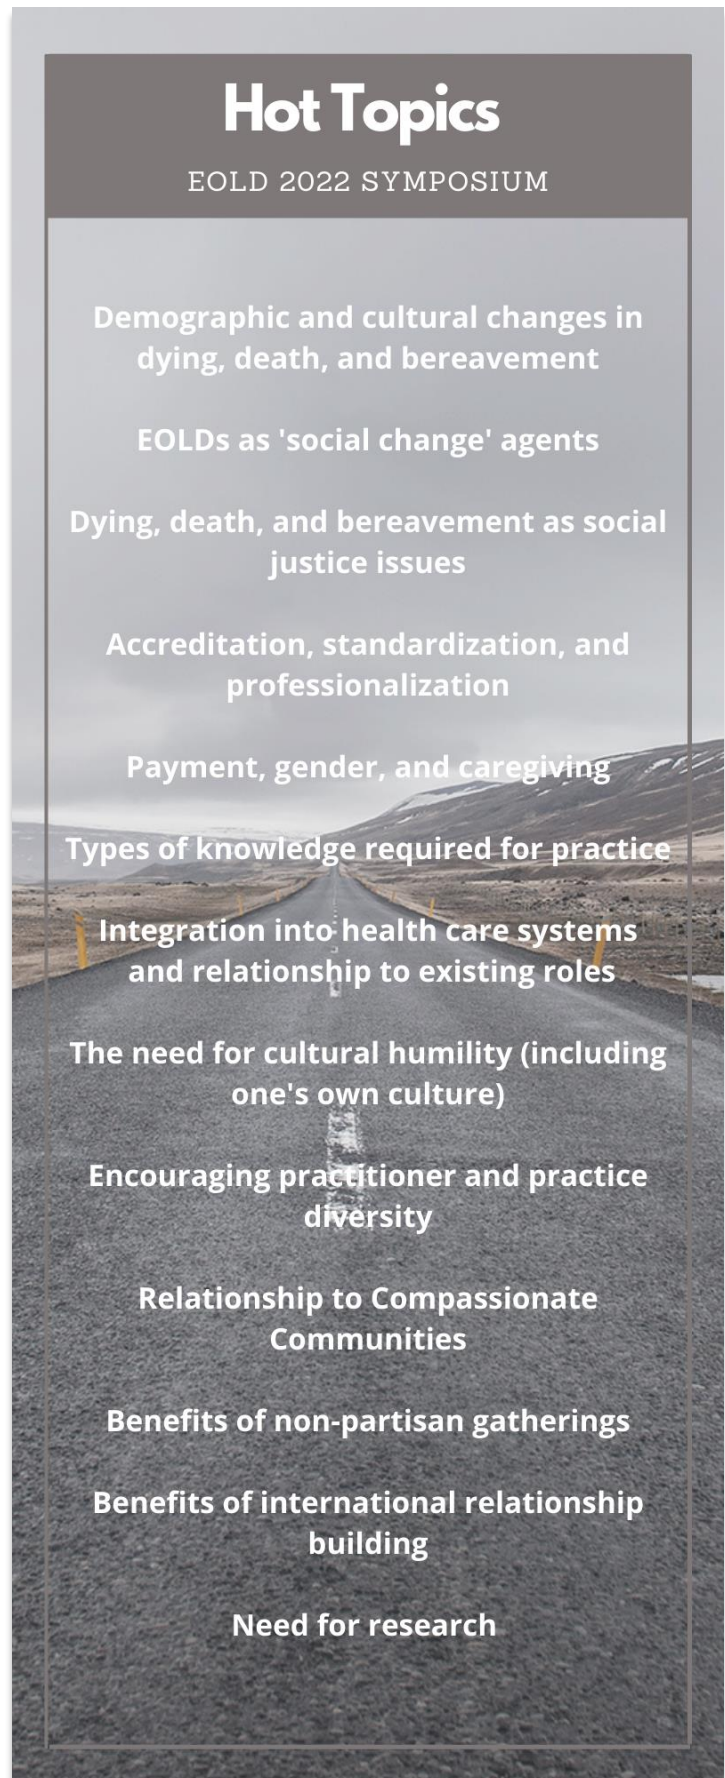 Hot Topics
EOLD 2022 SYMPOSIUM
Demographic and cultural changes in
dying, death, and bereavement
EOLDs as 'social change' agents
Dying, death, and bereavement as social
justice issues
Accreditation, standardization, and
professionalization
Payment, gender, and caregiving
Types of knowledge required for practice
Integration into health care systems
and relationship to existing roles
The need for cultural humility (including
one's own culture)
Encouraging practitioner and practice
diversity
Relationship to Compassionate
Communities
Benefits of non-partisan gatherings
Benefits of international relationship
building
Need for research